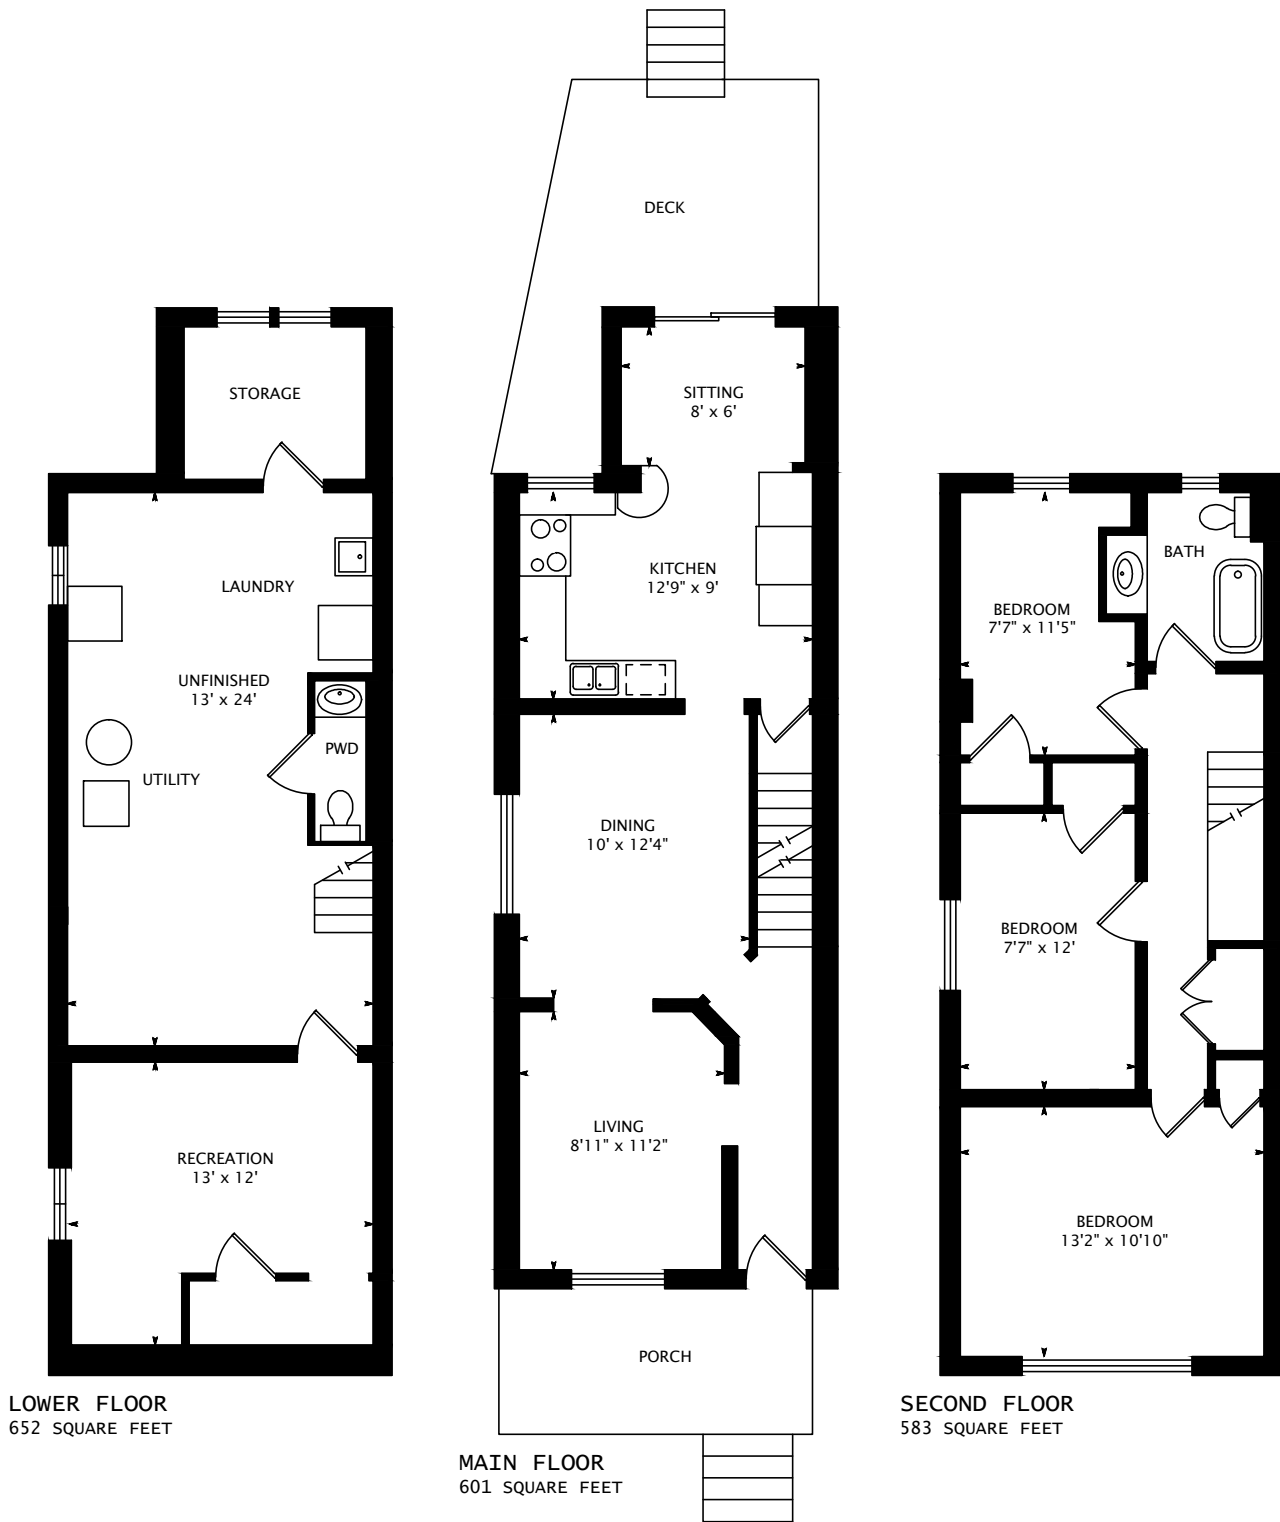 STORAGE
LAUNDRY
UNFINISHED
13' x 24'
PWD
UTILITY
RECREATION
13' x 12'
LOWER FLOOR
652 SQUARE FEET
DECK
SITTING
8' x 6'
KITCHEN
12'9" x 9'
DINING
10' x 12'4"
LIVING
8'11" x 11'2"
PORCH
MAIN FLOOR
601 SQUARE FEET
BATH
BEDROOM
7'7" x 11'5"
BEDROOM
7'7" x 12'
BEDROOM
13'2" x 10'10"
SECOND FLOOR
583 SQUARE FEET